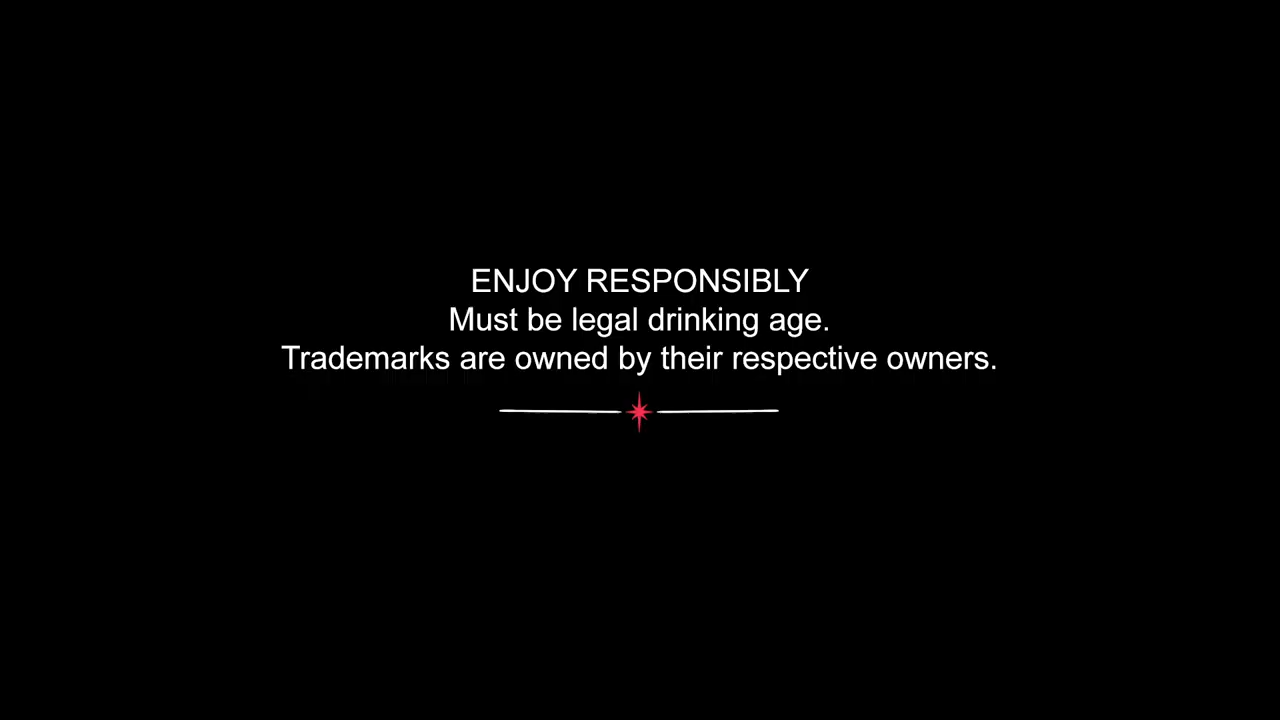 ENJOY RESPONSIBLY
Must be legal drinking age.
Trademarks are owned by their respective owners.